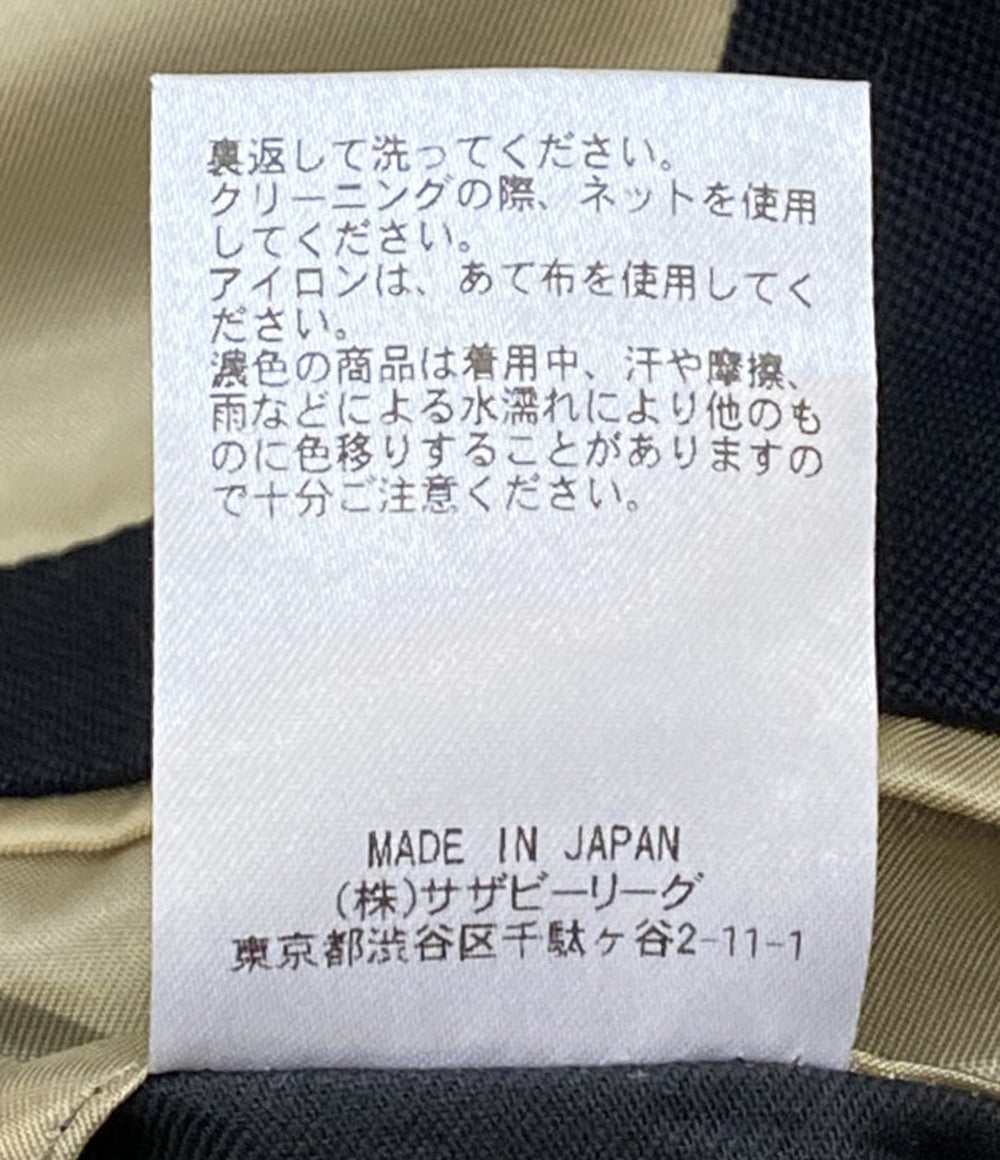 裏返して洗ってください。
クリーニングの際、ネットを使用
してください。
アイロンは、あて布を使用してく
ださい。
濃色の商品は着用中、汗や摩擦、
雨などによる水濡れにより他のも
のに色移りすることがありますの
で十分ご注意ください。
MADE IN JAPAN
(株)サザビーリーグ
東京都渋谷区千駄ヶ谷2-11-1